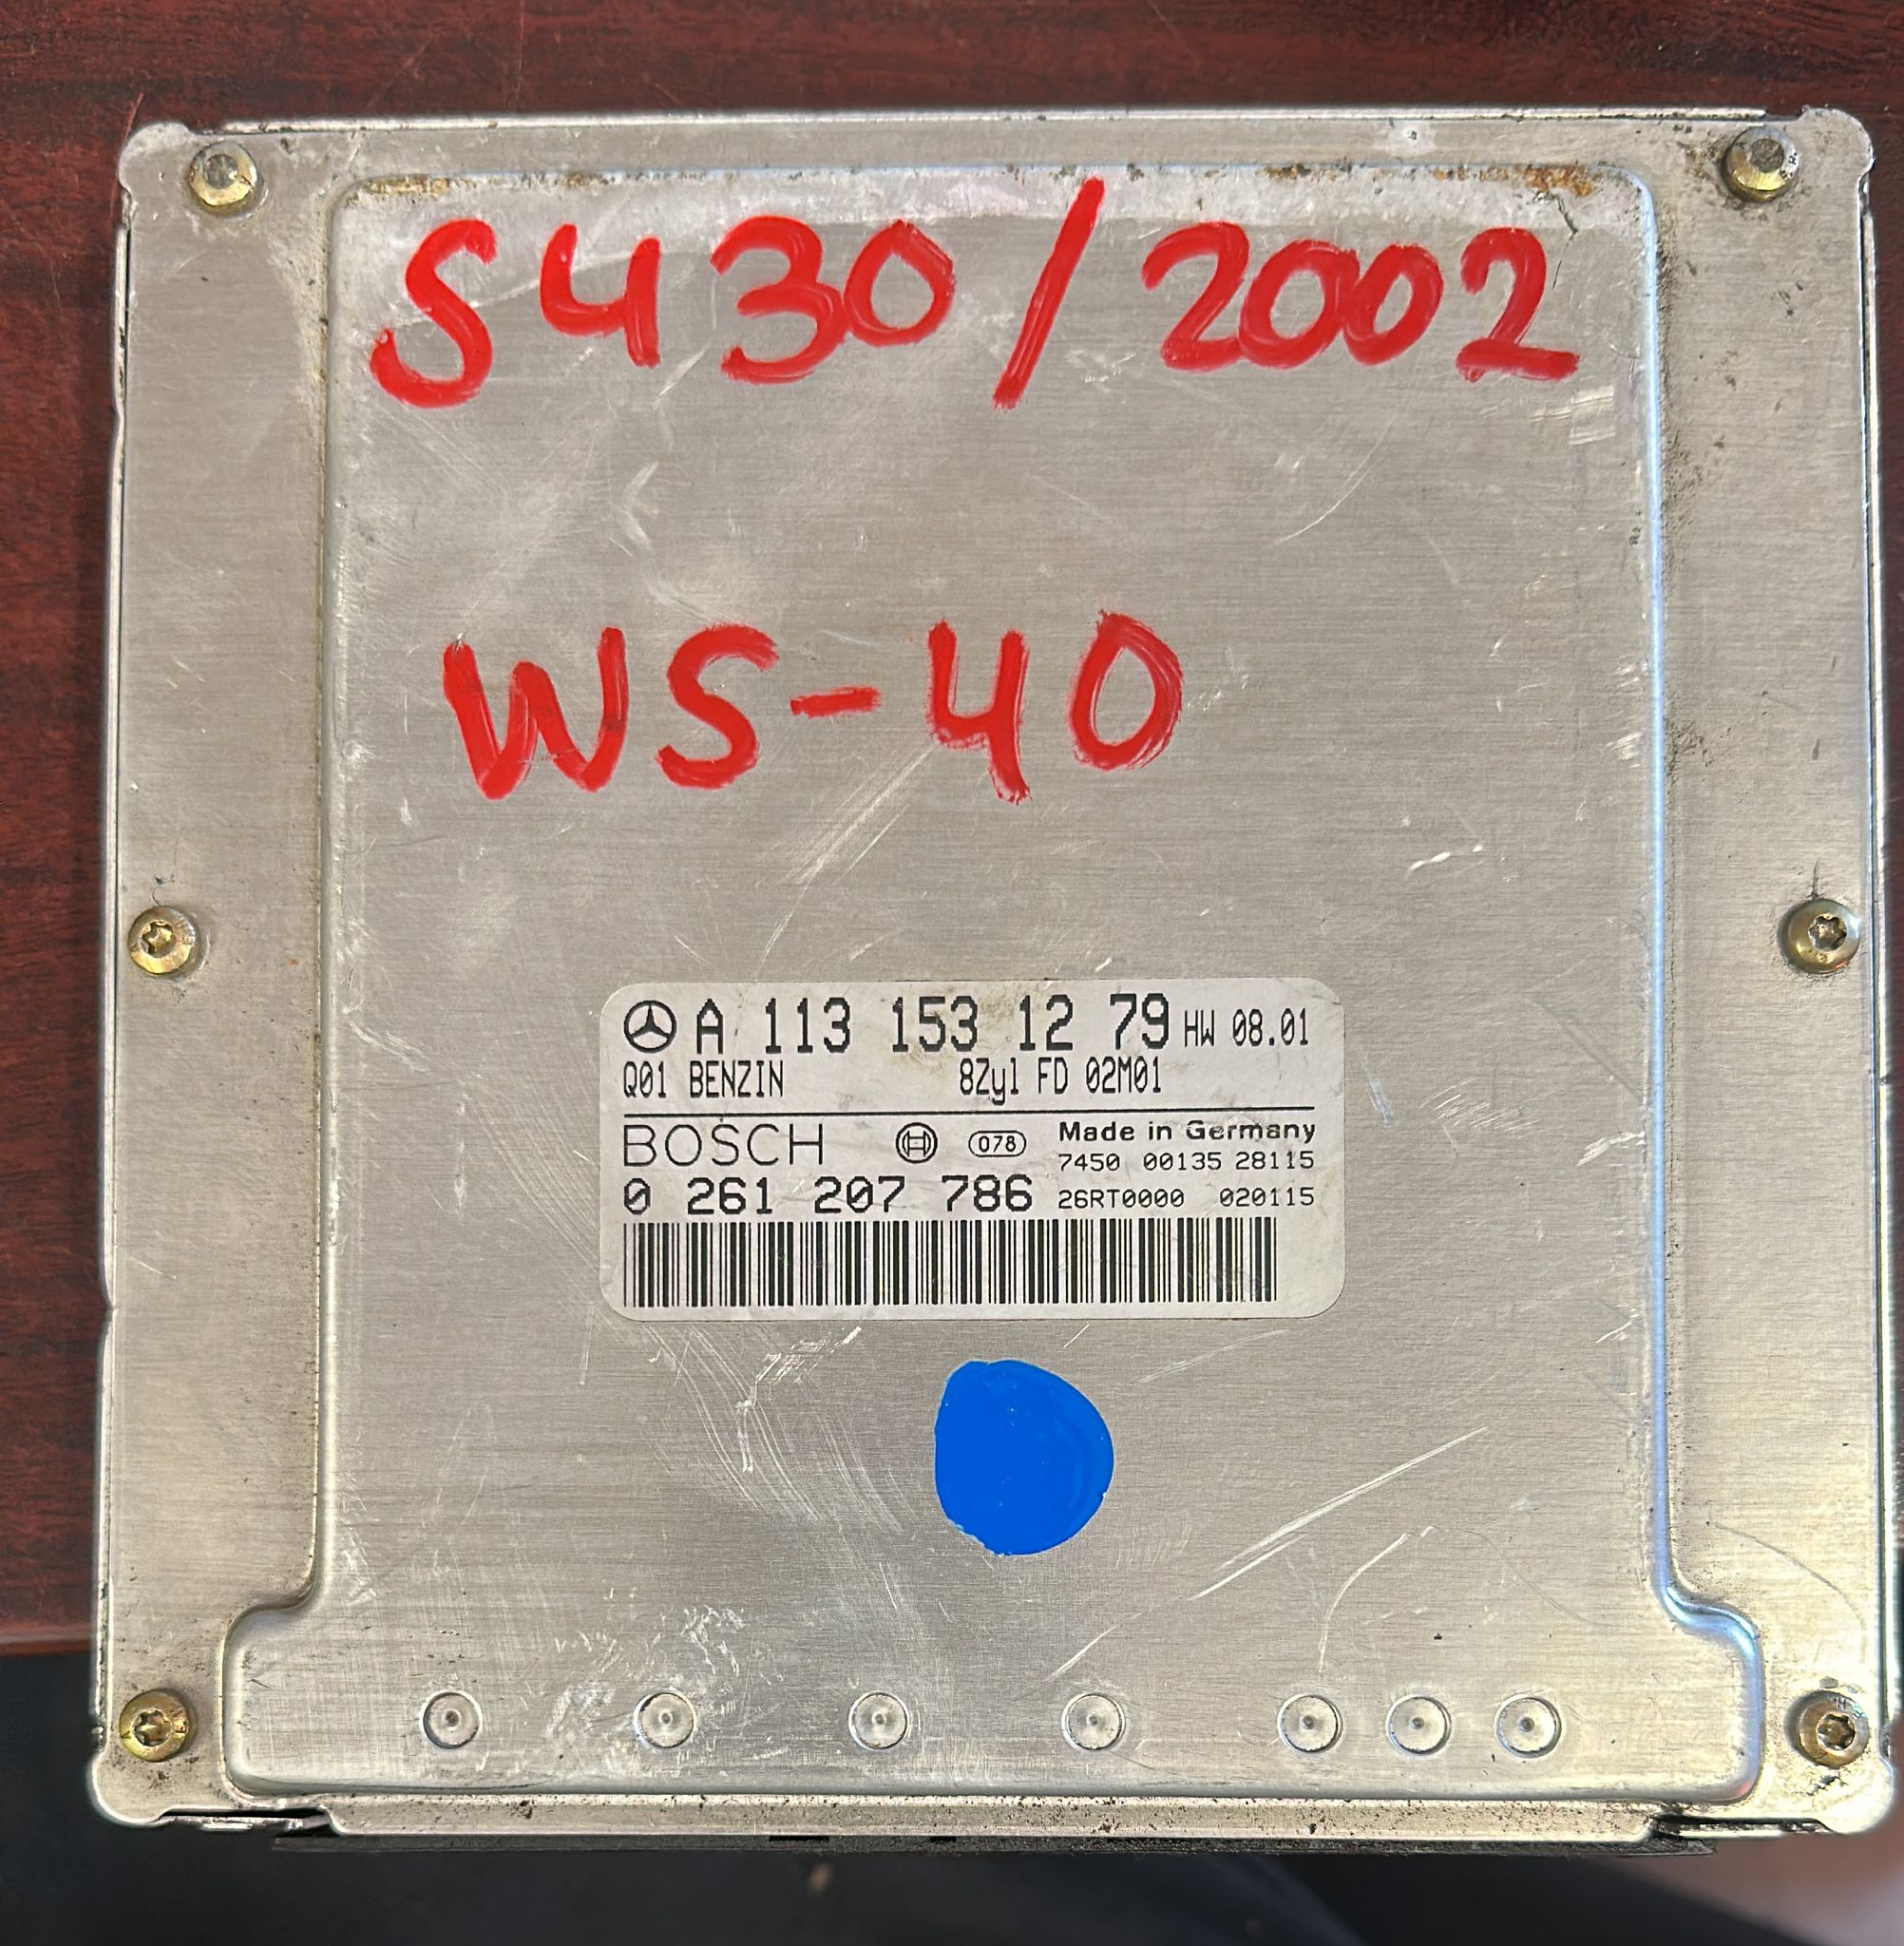 S430/2002
WS-40
A 113 153 12 79 HW 08.01
Q01 BENZIN 8Zyl FD 02M01
BOSCH 078 Made in Germany
7450 00135 28115
0 261 207 786 26RT0000 020115